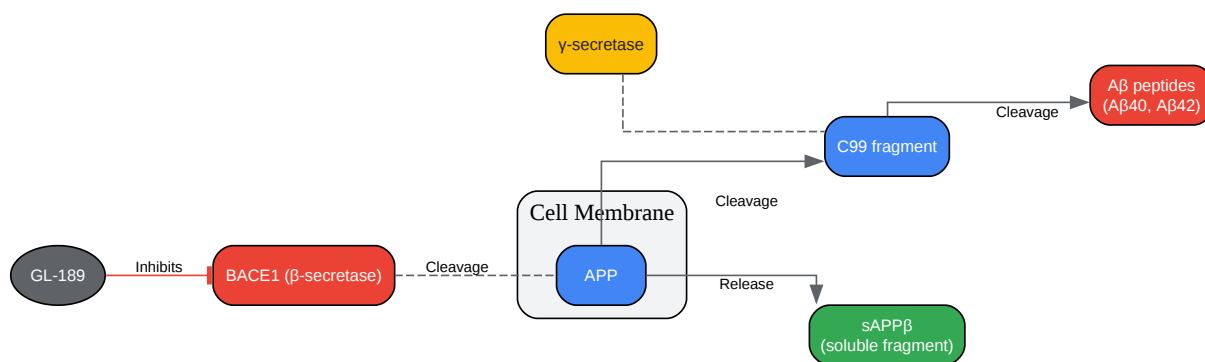 γ-secretase
Aβ peptides
(Aβ40, Aβ42)
Cleavage
C99 fragment
Cleavage
Cell Membrane
GL-189
Inhibits
BACE1 (β-secretase)
Cleavage
APP
Release
sAPPβ
(soluble fragment)